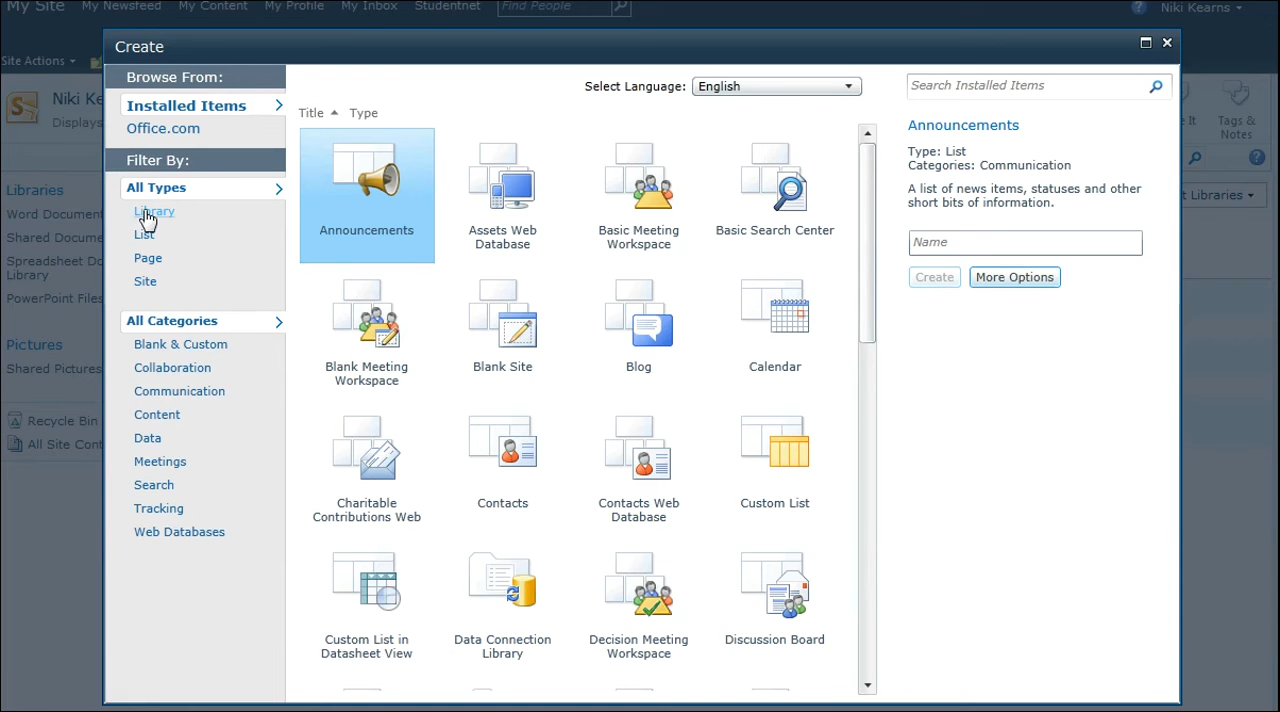 My Site My Newsfeed My Content My Profile My Inbox Studentnet Find People Niki Kearns
Site Actions
Niki Ke
Displays
Create
Browse From:
Installed Items
Office.com
Filter By:
All Types
Library
List
Page
Site
All Categories
Blank & Custom
Collaboration
Communication
Content
Data
Meetings
Search
Tracking
Web Databases
Select Language: English
Title Type
Announcements
Assets Web
Database
Basic Meeting
Workspace
Basic Search Center
Blank Meeting
Workspace
Blank Site
Blog
Calendar
Charitable
Contributions Web
Contacts
Contacts Web
Database
Custom List
Custom List in
Datasheet View
Data Connection
Library
Decision Meeting
Workspace
Discussion Board
Search Installed Items
Announcements
Type: List
Categories: Communication
A list of news items, statuses and other
short bits of information.
Name
Create More Options
Libraries
Word Document
Shared Docume
Spreadsheet Do
Library
PowerPoint Files
Pictures
Shared Pictures
Recycle Bin
All Site Cont
e It
Tags &
Notes
t Libraries